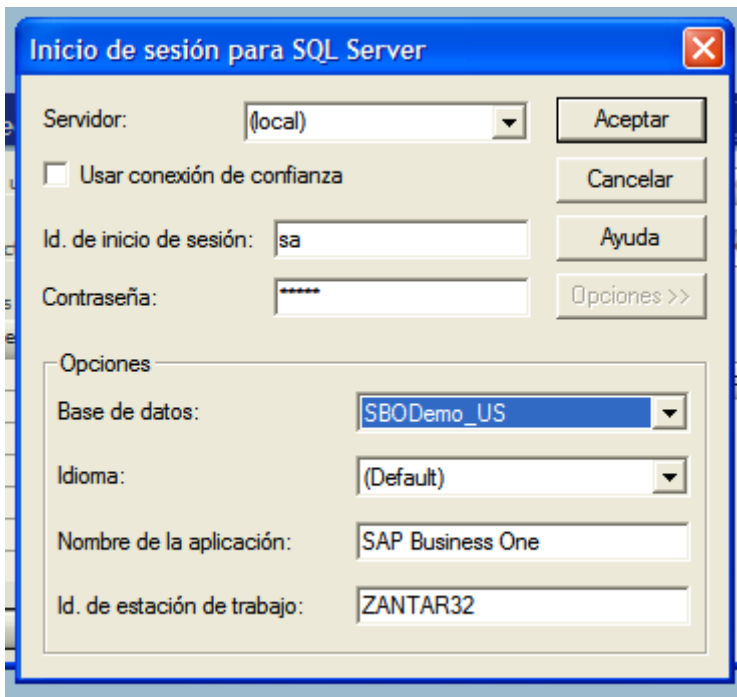 Inicio de sesión para SQL Server
Servidor: (local) Aceptar
Usar conexión de confianza Cancelar
Id. de inicio de sesión: sa Ayuda
Contraseña: ***** Opciones >>
Opciones
Base de datos: SBODemo_US
Idioma: (Default)
Nombre de la aplicación: SAP Business One
Id. de estación de trabajo: ZANTAR32